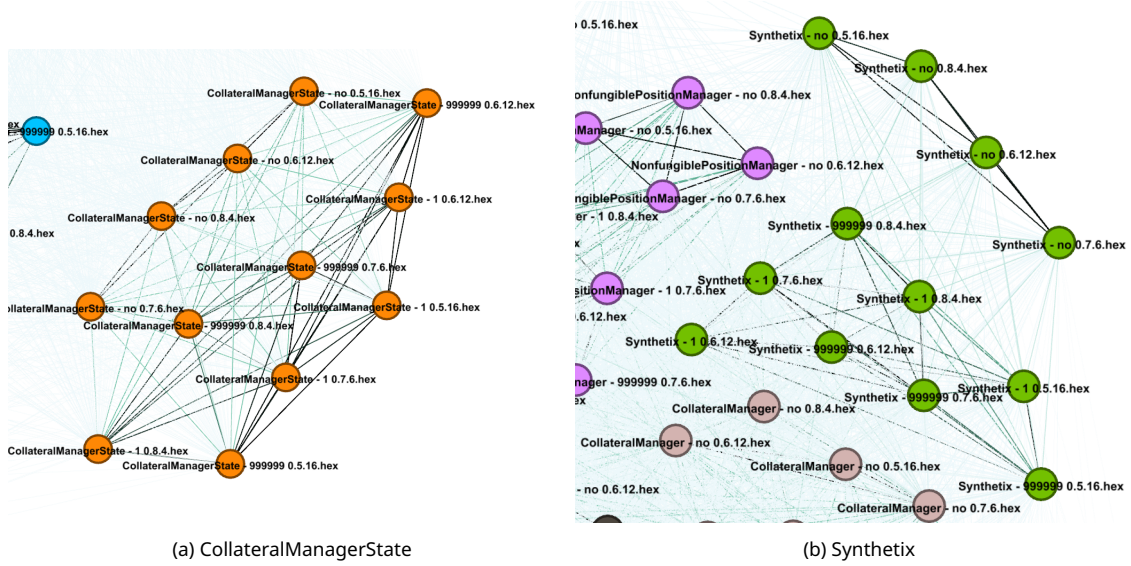 CollateralManagerState - no 0.5.16.hex
CollateralManagerState - 999999 0.6.12.hex
999999 0.5.16.hex
CollateralManagerState - no 0.6.12.hex
CollateralManagerState - 1 0.6.12.hex
CollateralManagerState - no 0.8.4.hex
0.8.4.hex
CollateralManagerState - 999999 0.7.6.hex
ollateralManagerState - no 0.7.6.hex
CollateralManagerState - 1 0.5.16.hex
CollateralManagerState - 999999 0.8.4.hex
CollateralManagerState - 1 0.7.6.hex
CollateralManagerState - 1 0.8.4.hex
CollateralManagerState - 999999 0.5.16.hex
(a) CollateralManagerState
0.5.16.hex
Synthetix - no 0.5.16.hex
Synthetix - no 0.8.4.hex
onfungiblePositionManager - no 0.8.4.hex
Manager - no 0.5.16.hex
Synthetix - no 0.6.12.hex
NonfungiblePositionManager - no 0.6.12.hex
ngiblePositionManager - no 0.7.6.hex
er - 1 0.8.4.hex
Synthetix - 999999 0.8.4.hex
Synthetix - no 0.7.6.hex
Synthetix - 1 0.7.6.hex
sitionManager - 1 0.7.6.hex
Synthetix - 1 0.8.4.hex
.6.12.hex
Synthetix - 1 0.6.12.hex
Synthetix - 999999 0.6.12.hex
nager - 999999 0.7.6.hex
Synthetix - 1 0.5.16.hex
Synthetix - 999999 0.7.6.hex
CollateralManager - no 0.8.4.hex
CollateralManager - no 0.6.12.hex
CollateralManager - no 0.5.16.hex
Synthetix - 999999 0.5.16.hex
- no 0.6.12.hex
CollateralManager - no 0.7.6.hex
(b) Synthetix